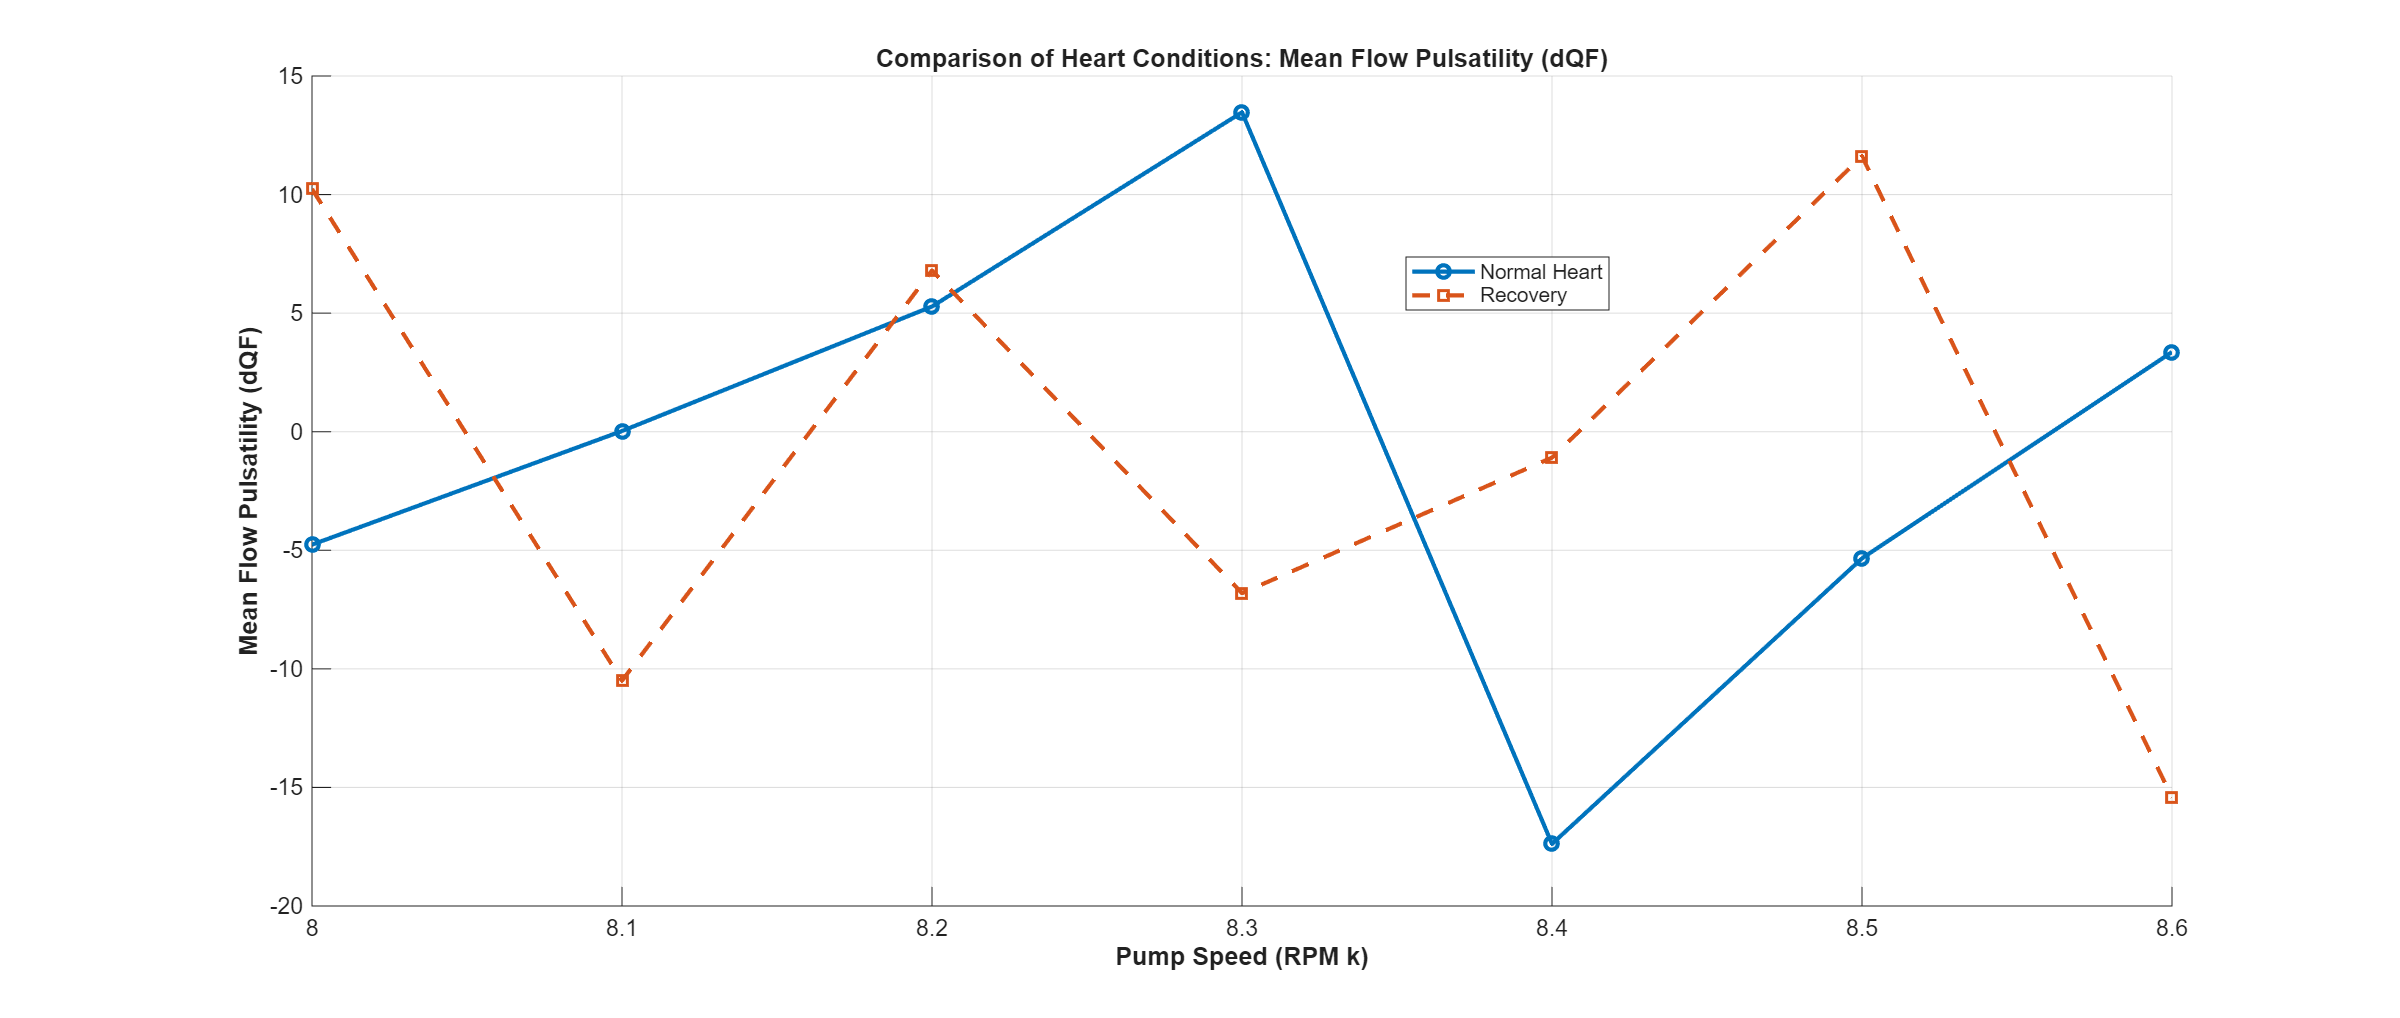 Comparison of Heart Conditions: Mean Flow Pulsatility (dQF)
Mean Flow Pulsatility (dQF)
15
10
5
0
-5
-10
-15
-20
Normal Heart
Recovery
8 8.1 8.2 8.3 8.4 8.5 8.6
Pump Speed (RPM k)